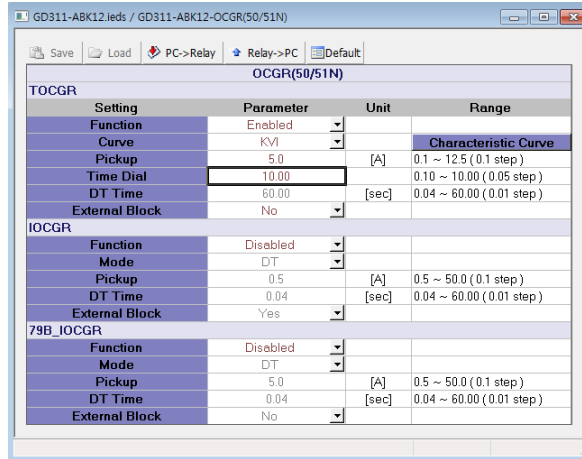 GD311-ABK12.ieds / GD311-ABK12-OCGR(50/51N)
Save Load PC->Relay Relay->PC Default
OCGR(50/51N)
TOCGR
Setting Parameter Unit Range
Function Enabled
Curve KVI Characteristic Curve
Pickup 5.0 [A] 0.1 ~ 12.5 ( 0.1 step )
Time Dial 10.00 0.10 ~ 10.00 ( 0.05 step )
DT Time 60.00 [sec] 0.04 ~ 60.00 ( 0.01 step )
External Block No
IOCGR
Function Disabled
Mode DT
Pickup 0.5 [A] 0.5 ~ 50.0 ( 0.1 step )
DT Time 0.04 [sec] 0.04 ~ 60.00 ( 0.01 step )
External Block Yes
79B_IOCGR
Function Disabled
Mode DT
Pickup 5.0 [A] 0.5 ~ 50.0 ( 0.1 step )
DT Time 0.04 [sec] 0.04 ~ 60.00 ( 0.01 step )
External Block No